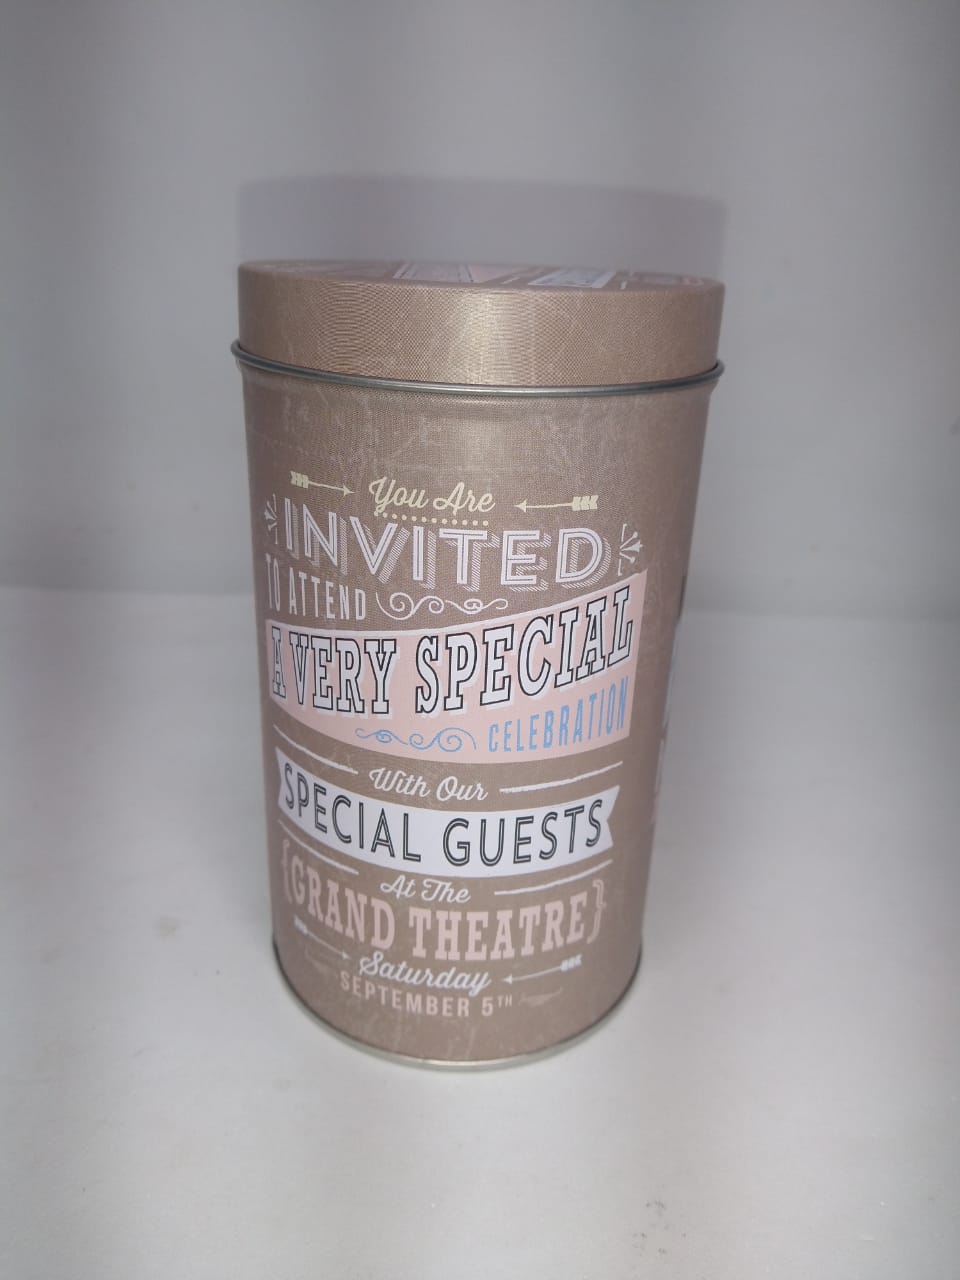 You Are
INVITED
TO ATTEND
A VERY SPECIAL
CELEBRATION
With Our
SPECIAL GUESTS
At The
{GRAND THEATRE}
Saturday
SEPTEMBER 5TH